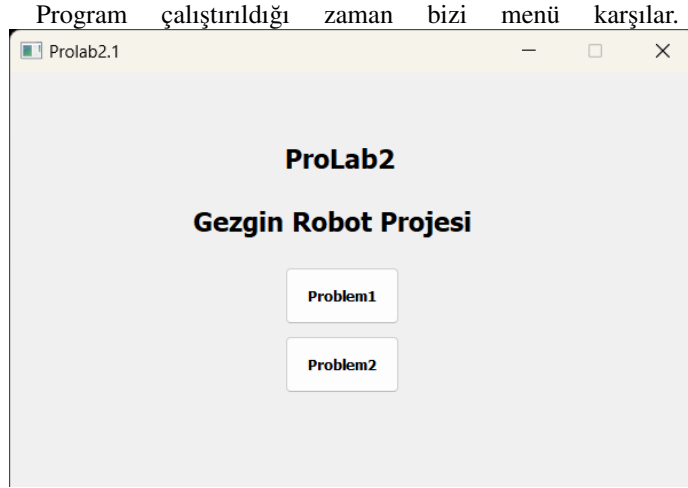 Program çalıştırıldığı zaman bizi menü karşılar.
Prolab2.1
ProLab2
Gezgin Robot Projesi
Problem1
Problem2